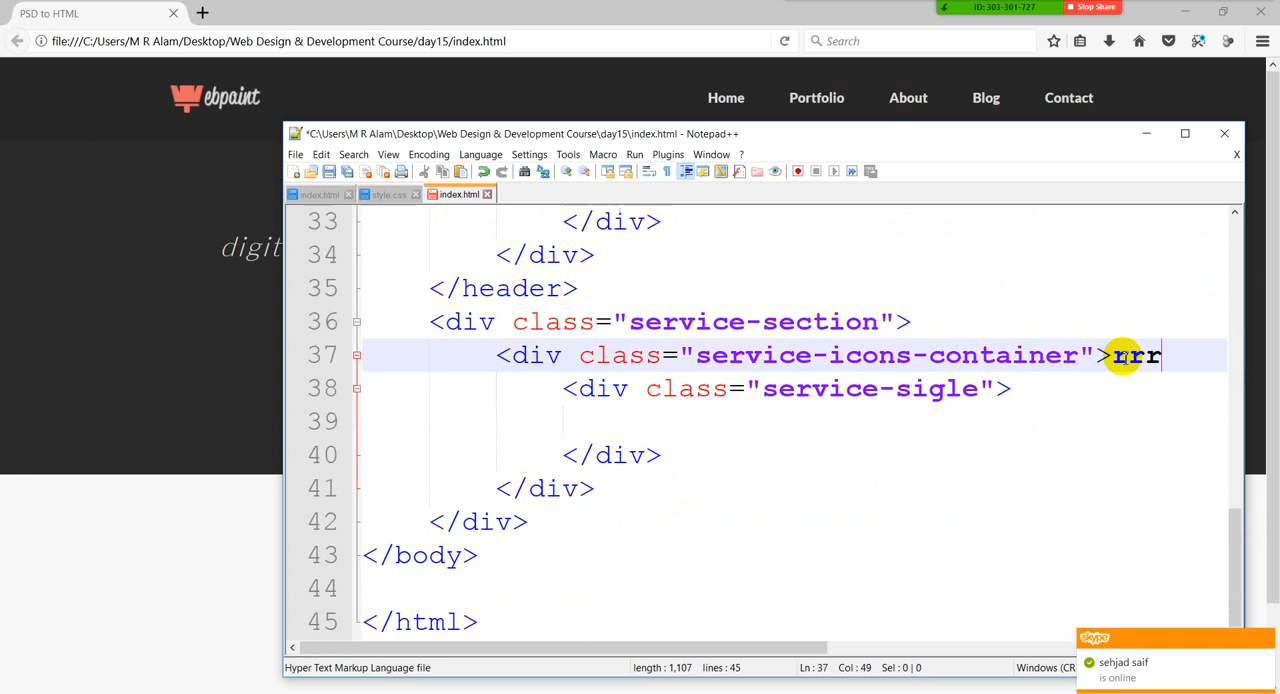 PSD to HTML
ID: 303-301-727
Stop Share
file:///C:/Users/M R Alam/Desktop/Web Design & Development Course/day15/index.html
Search
ebpaint
Home Portfolio About Blog Contact
digit
*C:\Users\M R Alam\Desktop\Web Design & Development Course\day15\index.html - Notepad++
File Edit Search View Encoding Language Settings Tools Macro Run Plugins Window ? X
index.html style.css index.html
33 </div>
34 </div>
35 </header>
36 <div class="service-section">
37 <div class="service-icons-container">rrr
38 <div class="service-sigle">
39
40 </div>
41 </div>
42 </div>
43 </body>
44
45 </html>
Hyper Text Markup Language file length : 1,107 lines : 45 Ln : 37 Col : 49 Sel : 0 | 0 Windows (CR
skype
sehjad saif
is online